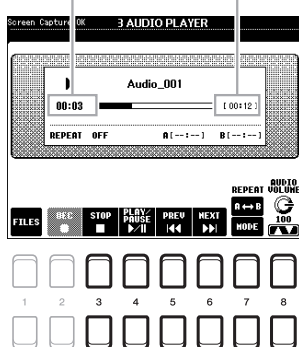 Screen Capture OK 3 AUDIO PLAYER
Audio_001
00:03 [ 00:12 ]
REPEAT OFF A[--:--] B[--:--]
REPEAT AUDIO VOLUME
A↔B
FILES REC STOP PLAY/PAUSE PREV NEXT MODE 100
1 2 3 4 5 6 7 8